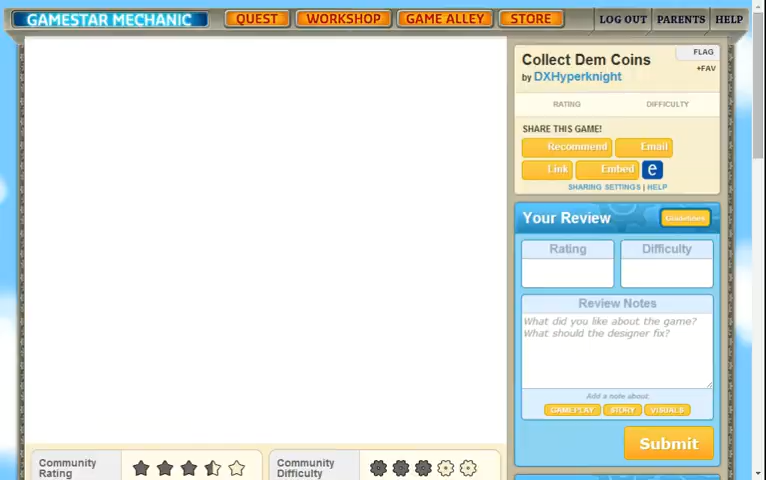 GAMESTAR MECHANIC
QUEST
WORKSHOP
GAME ALLEY
STORE
LOG OUT
PARENTS
HELP
Collect Dem Coins
FLAG
by DXHyperknight
+FAV
RATING
DIFFICULTY
SHARE THIS GAME!
Recommend
Email
Link
Embed
e
SHARING SETTINGS | HELP
Your Review
Guidelines
Rating
Difficulty
Review Notes
What did you like about the game?
What should the designer fix?
Add a note about:
GAMEPLAY
STORY
VISUALS
Submit
Community
Rating
Community
Difficulty